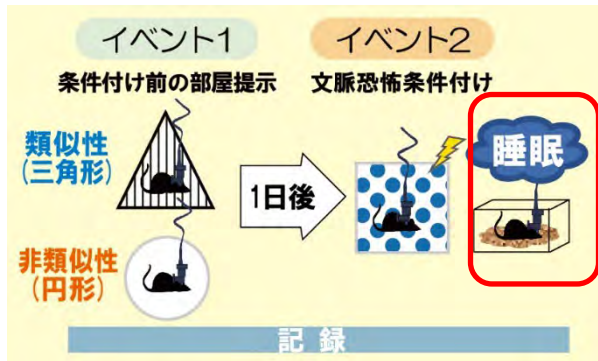 イベント1
イベント2
条件付け前の部屋提示
文脈恐怖条件付け
類似性
(三角形)
1日後
睡眠
非類似性
(円形)
記 録